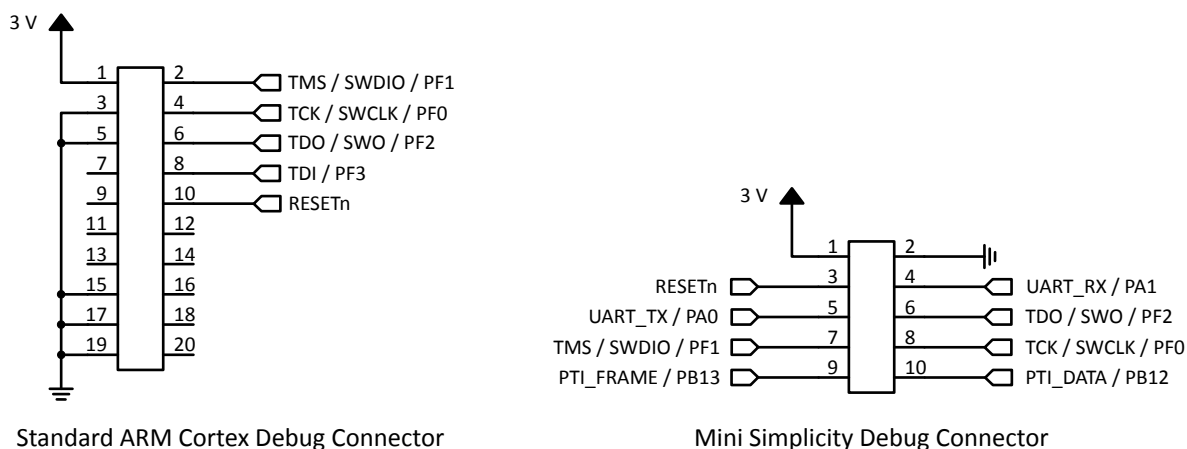 3 V
1 2 TMS / SWDIO / PF1
3 4 TCK / SWCLK / PF0
5 6 TDO / SWO / PF2
7 8 TDI / PF3
9 10 RESETn
11 12
13 14
15 16
17 18
19 20
Standard ARM Cortex Debug Connector
3 V
1 2
RESETn 3 4 UART_RX / PA1
UART_TX / PA0 5 6 TDO / SWO / PF2
TMS / SWDIO / PF1 7 8 TCK / SWCLK / PF0
PTI_FRAME / PB13 9 10 PTI_DATA / PB12
Mini Simplicity Debug Connector